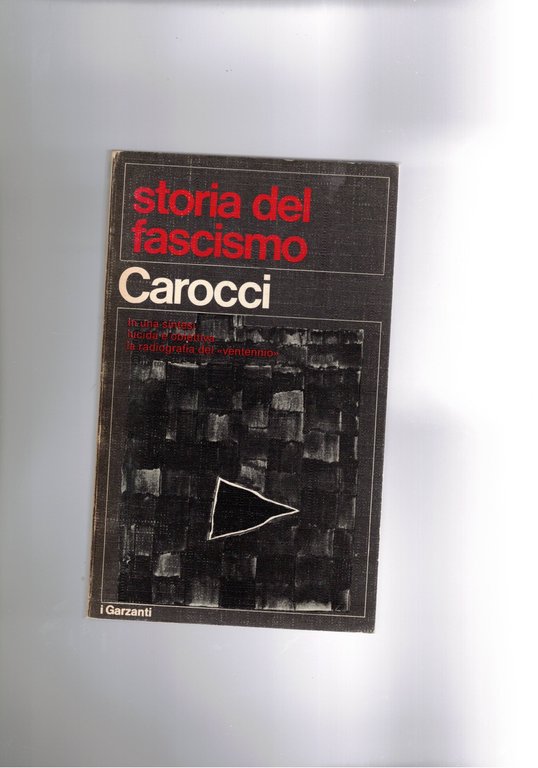 storia del
fascismo
Carocci
In una sintesi
lucida e obiettiva
la radiografia del «ventennio»
i Garzanti